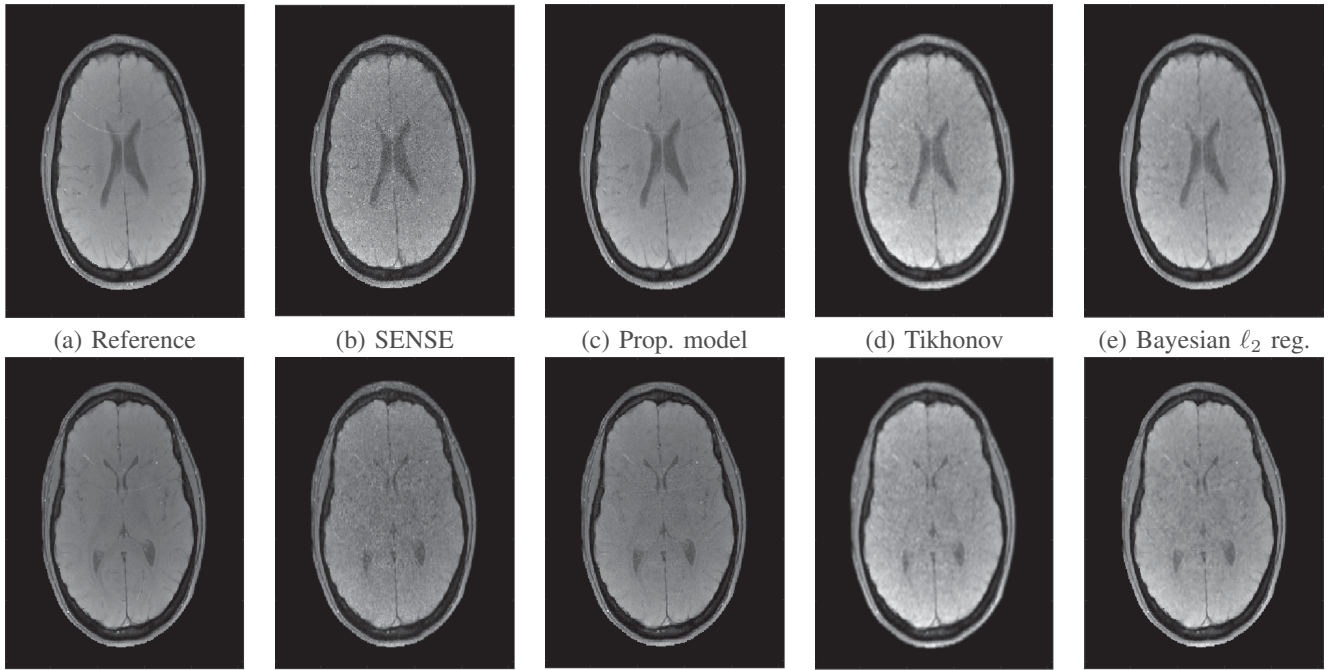 (a) Reference (b) SENSE (c) Prop. model (d) Tikhonov (e) Bayesian ℓ₂ reg.